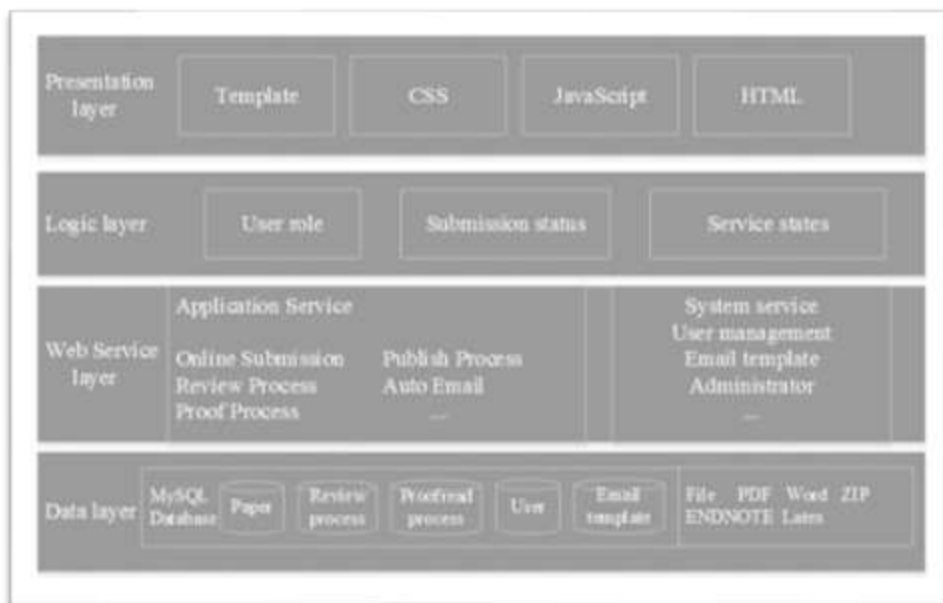 Presentation
layer
Template
CSS
JavaScript
HTML
Logic layer
User role
Submission status
Service states
Web Service
layer
Application Service
Online Submission
Review Process
Proof Process
Publish Process
Auto Email
...
System service
User management
Email template
Administrator
...
Data layer
MySQL
Database
Paper
Review
process
Proofread
process
User
Email
template
File PDF Word ZIP
ENDNOTE Latex